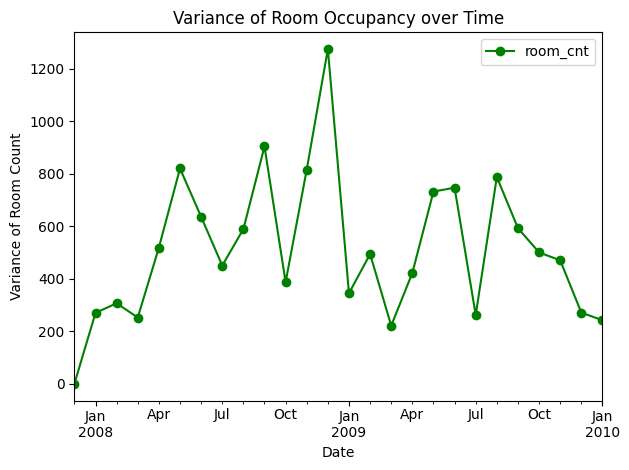 Variance of Room Occupancy over Time
room_cnt
Variance of Room Count
1200
1000
800
600
400
200
0
Jan Apr Jul Oct Jan Apr Jul Oct Jan
2008 2009 2010
Date